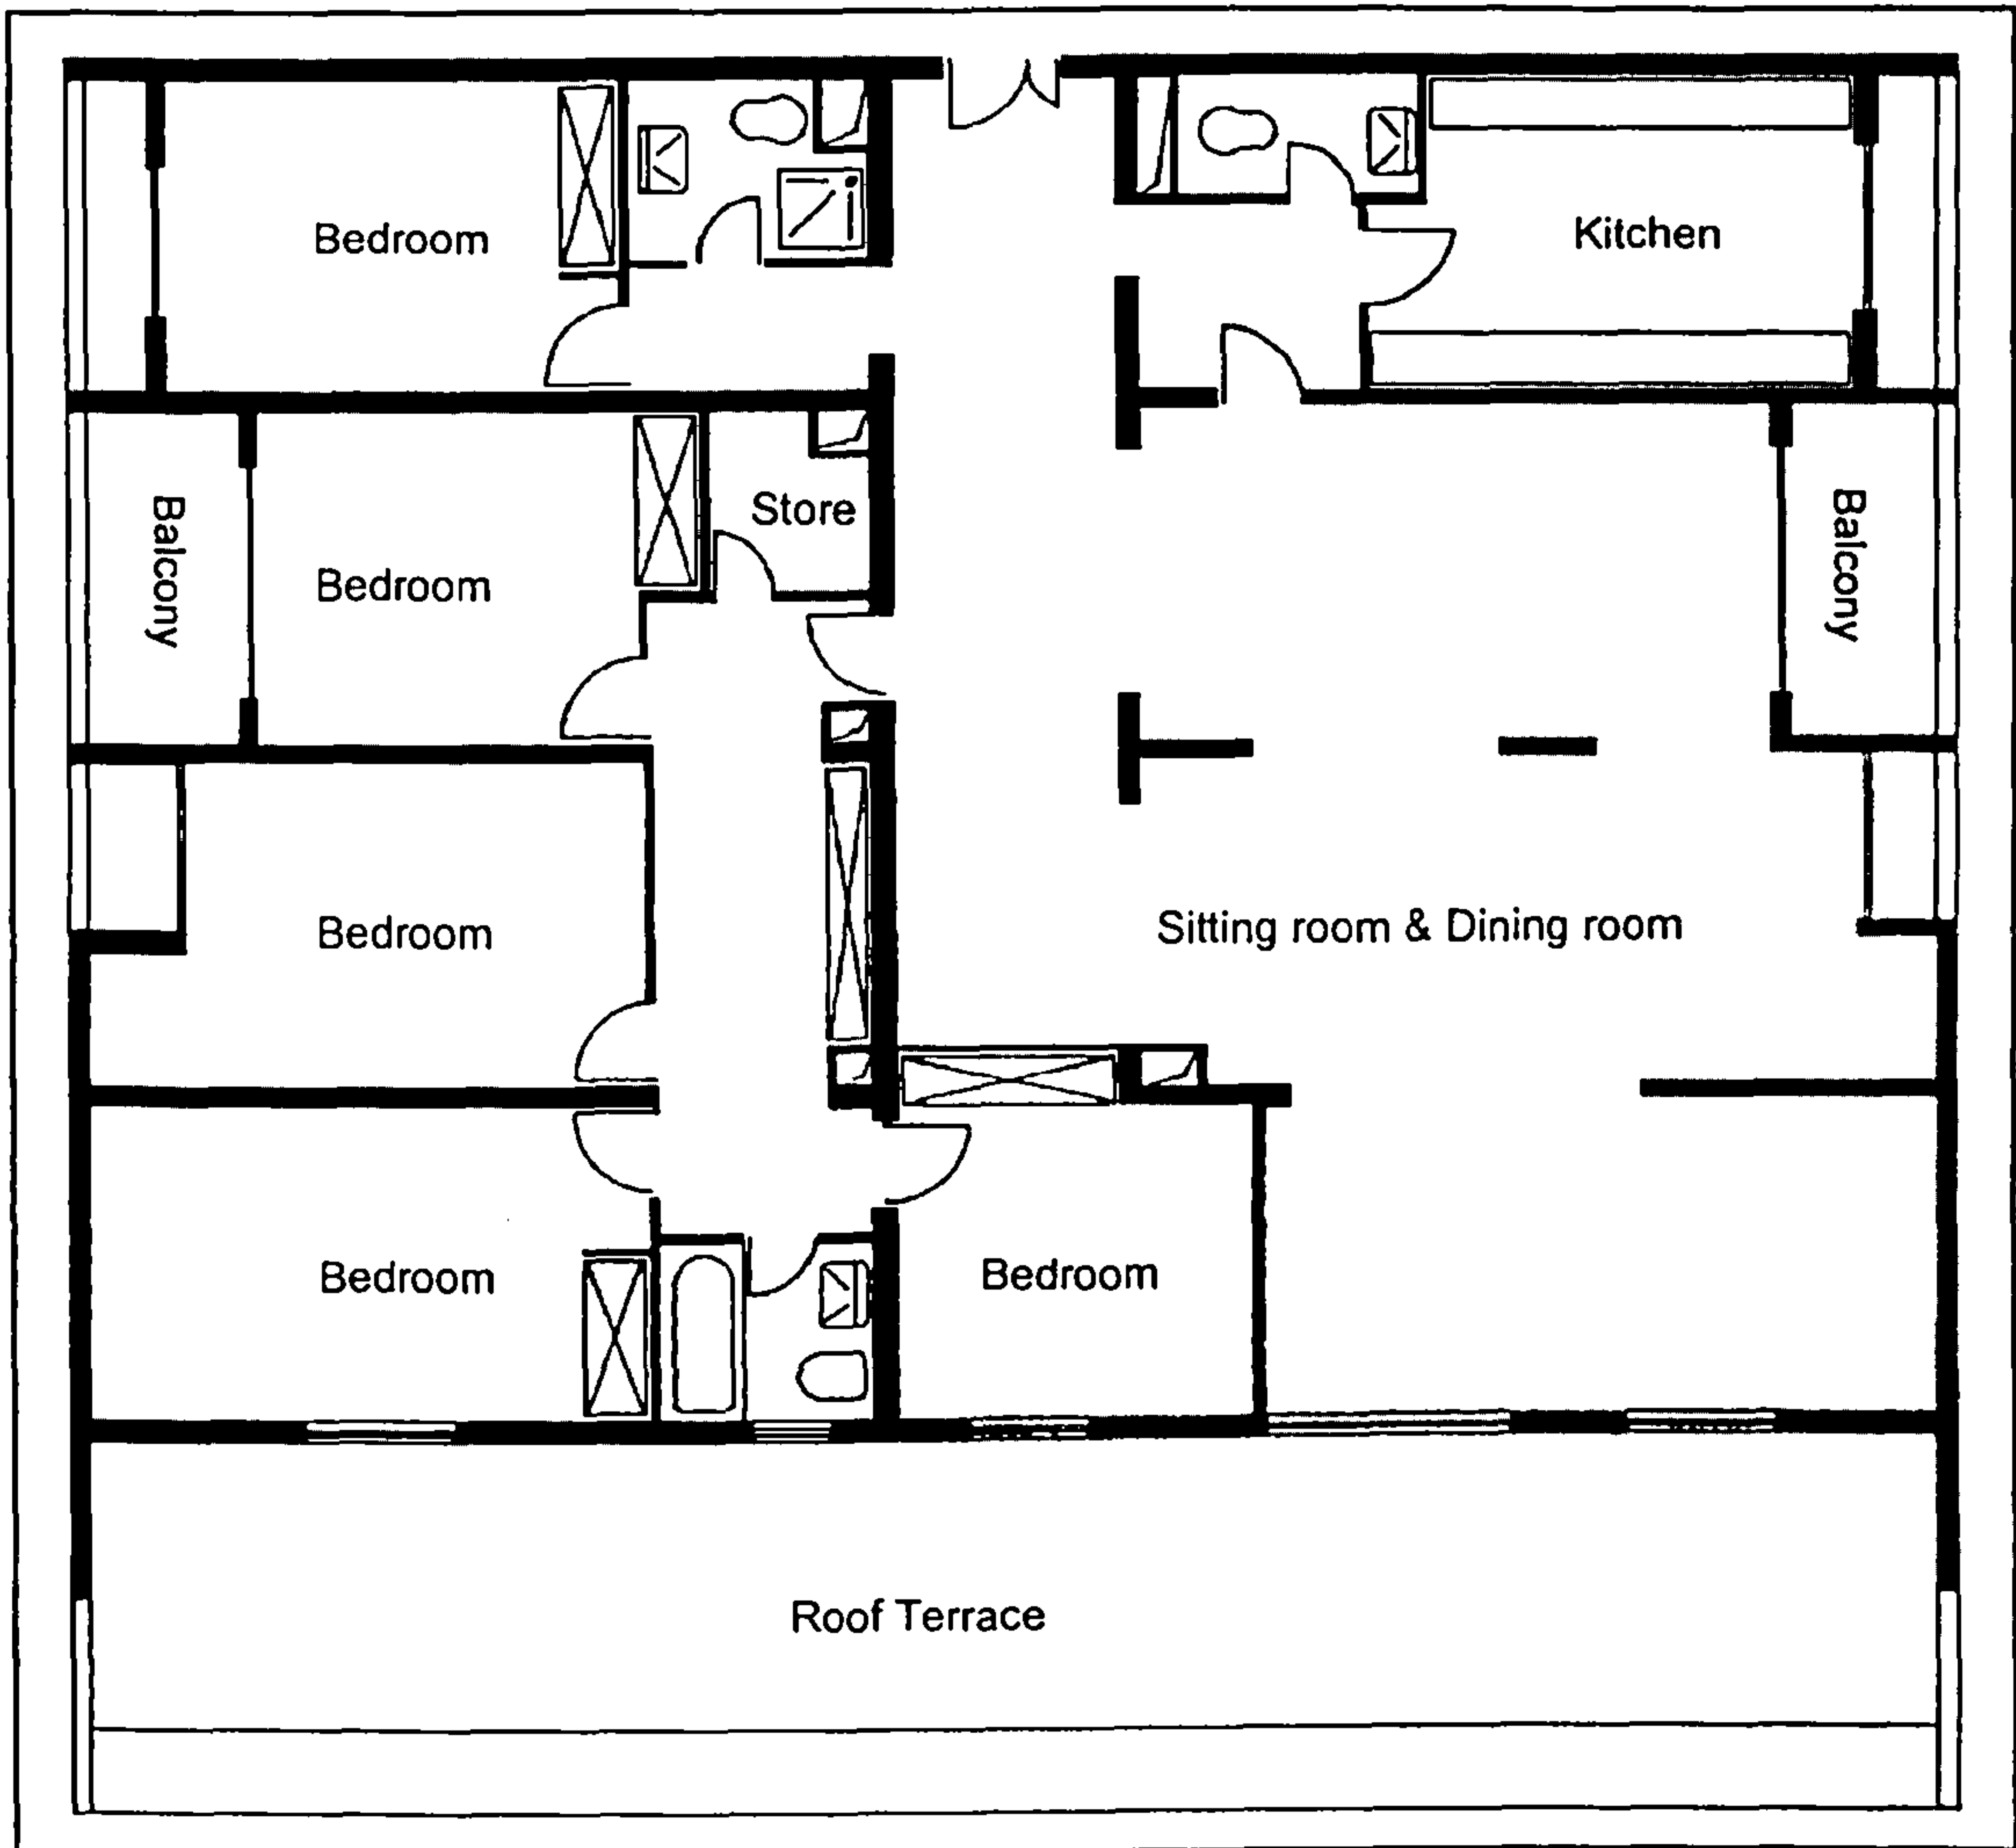 Bedroom
Kitchen
Store
Balcony
Bedroom
Balcony
Bedroom
Sitting room & Dining room
Bedroom
Bedroom
Roof Terrace